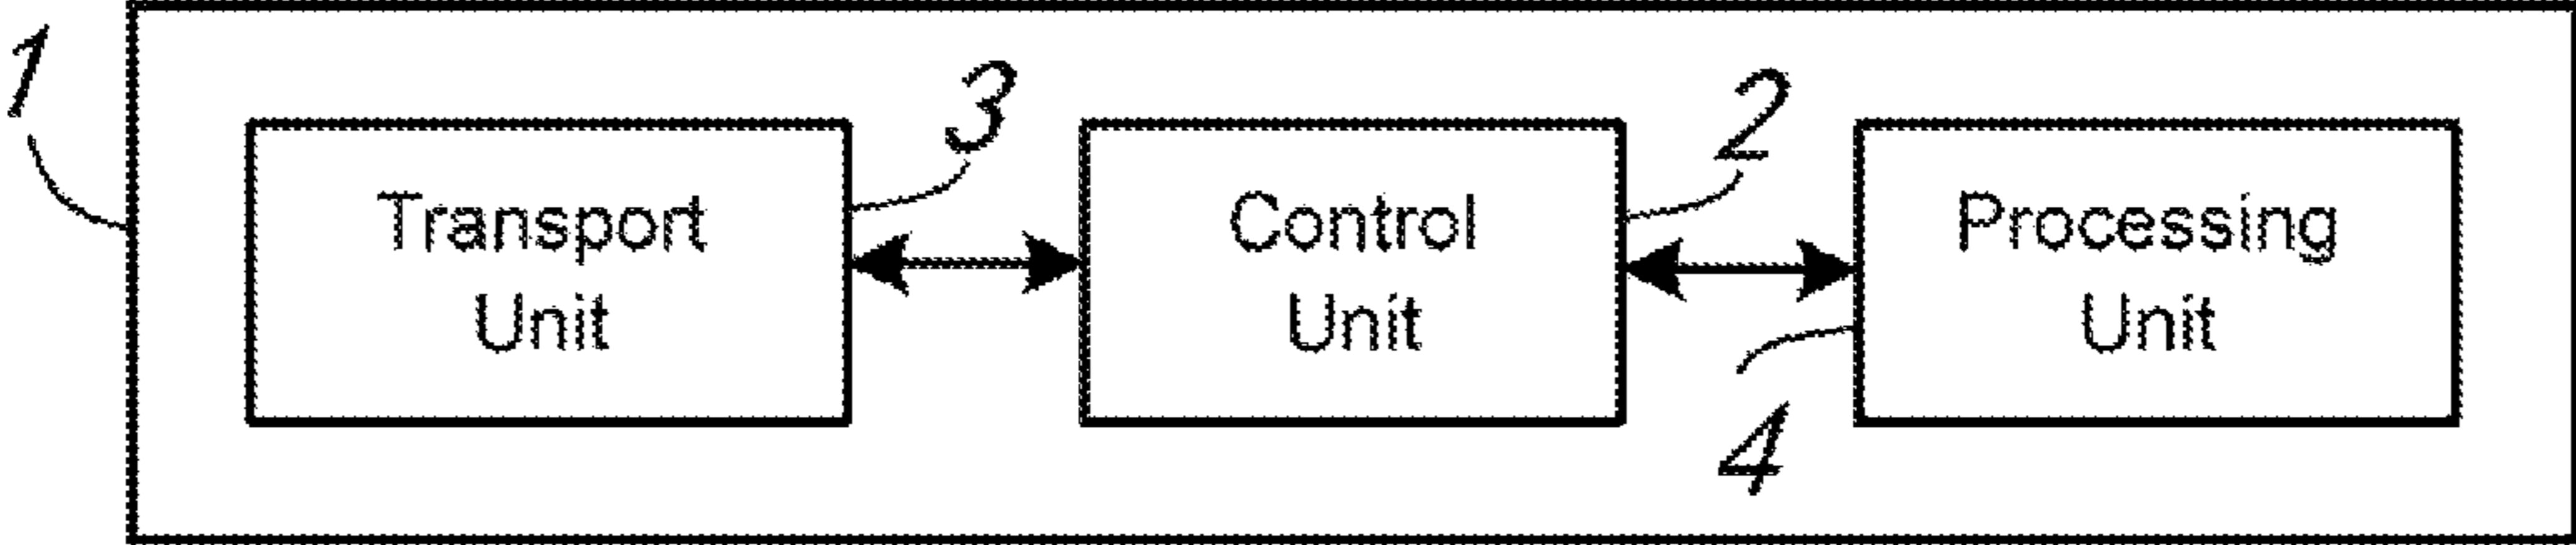 1
3
2
Transport
Unit
Control
Unit
Processing
Unit
4